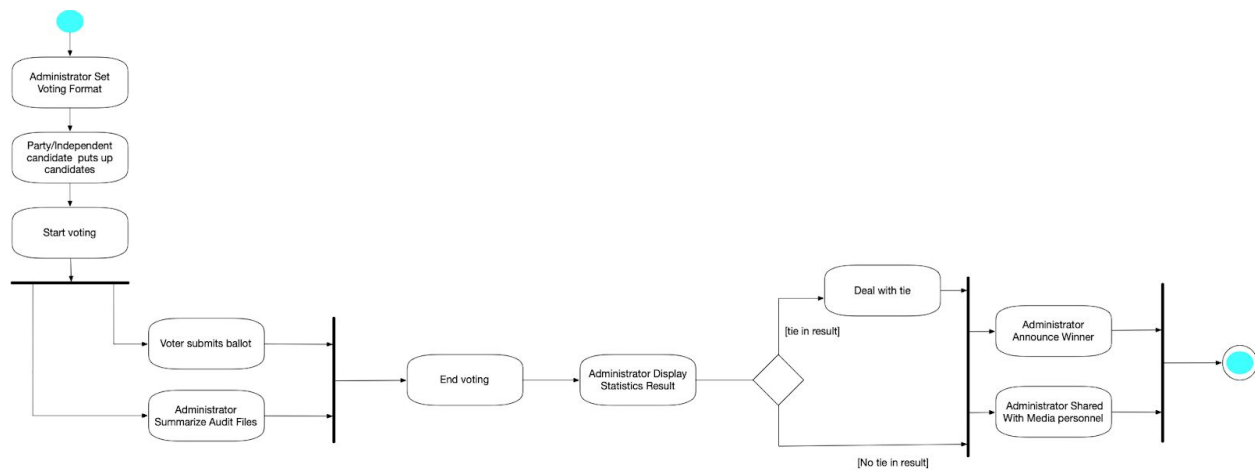 Administrator Set
Voting Format
Party/Independent
candidate puts up
candidates
Start voting
Voter submits ballot
Administrator
Summarize Audit Files
End voting
Administrator Display
Statistics Result
[tie in result]
Deal with tie
[No tie in result]
Administrator
Announce Winner
Administrator Shared
With Media personnel